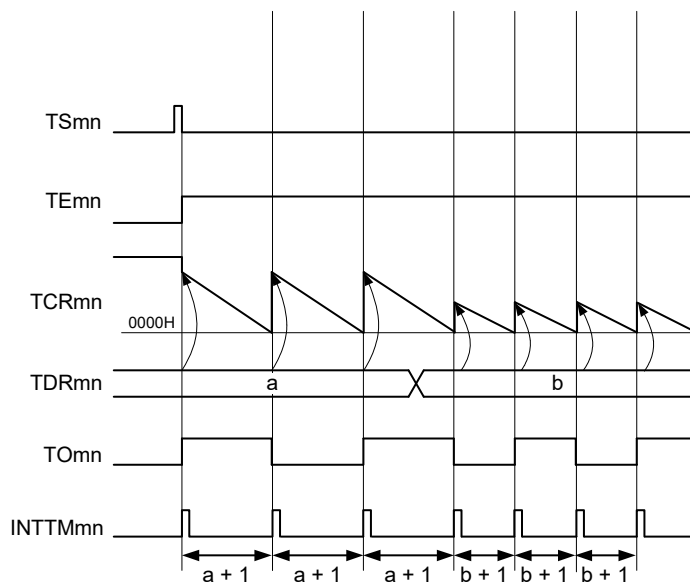 TSmn
TEmn
TCRmn
0000H
TDRmn
a
b
TOmn
INTTMmn
a + 1
a + 1
a + 1
b + 1
b + 1
b + 1